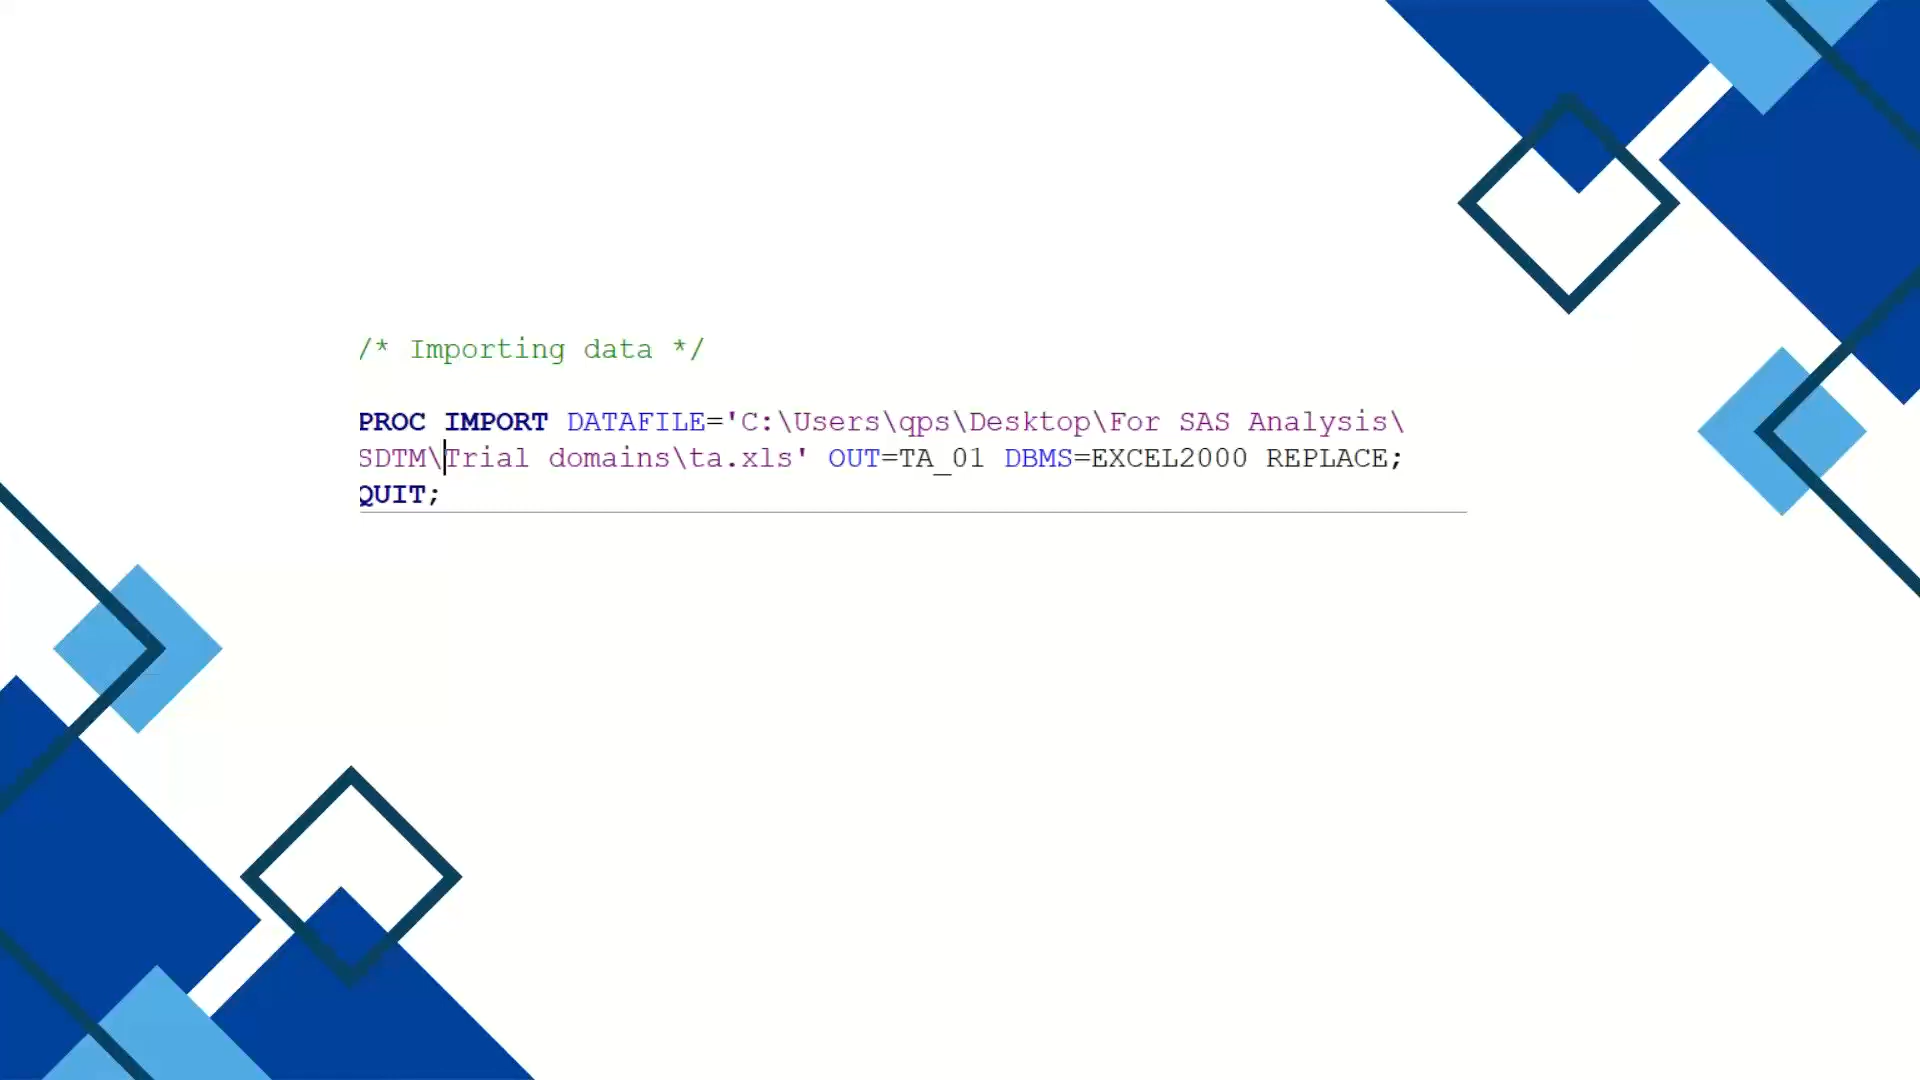 /* Importing data */
PROC IMPORT DATAFILE='C:\Users\qps\Desktop\For SAS Analysis\
SDTM\Trial domains\ta.xls' OUT=TA_01 DBMS=EXCEL2000 REPLACE;
QUIT;